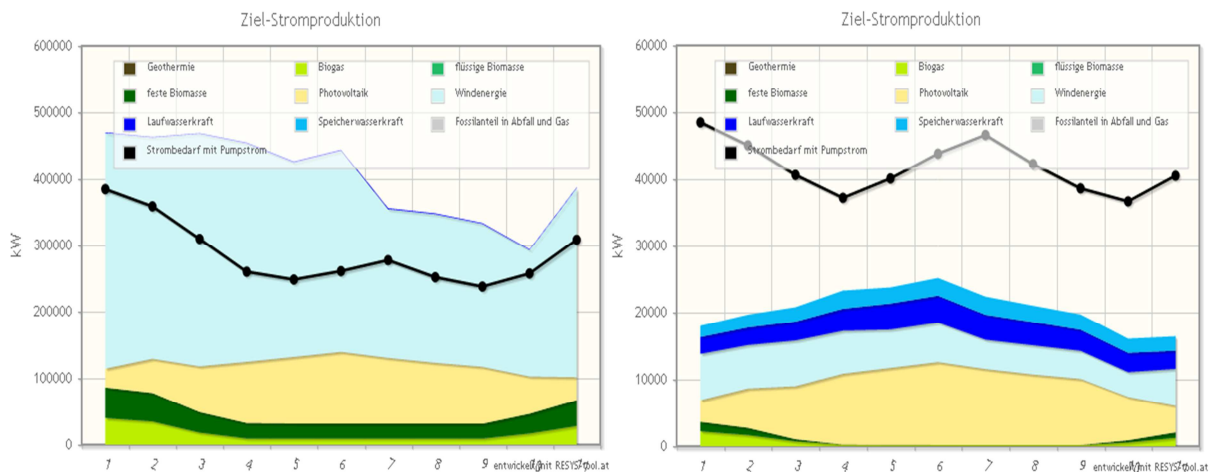 Ziel-Stromproduktion
600000
500000
400000
300000
200000
100000
0
kW
Geothermie
Biogas
flüssige Biomasse
feste Biomasse
Photovoltaik
Windenergie
Laufwasserkraft
Speicherwasserkraft
Fossilanteil in Abfall und Gas
Strombedarf mit Pumpstrom
1 2 3 4 5 6 7 8 9
entwickelt mit RESYS-Tool.at
Ziel-Stromproduktion
60000
50000
40000
30000
20000
10000
0
kW
Geothermie
Biogas
flüssige Biomasse
feste Biomasse
Photovoltaik
Windenergie
Laufwasserkraft
Speicherwasserkraft
Fossilanteil in Abfall und Gas
Strombedarf mit Pumpstrom
1 2 3 4 5 6 7 8 9
entwickelt mit RESYS-Tool.at